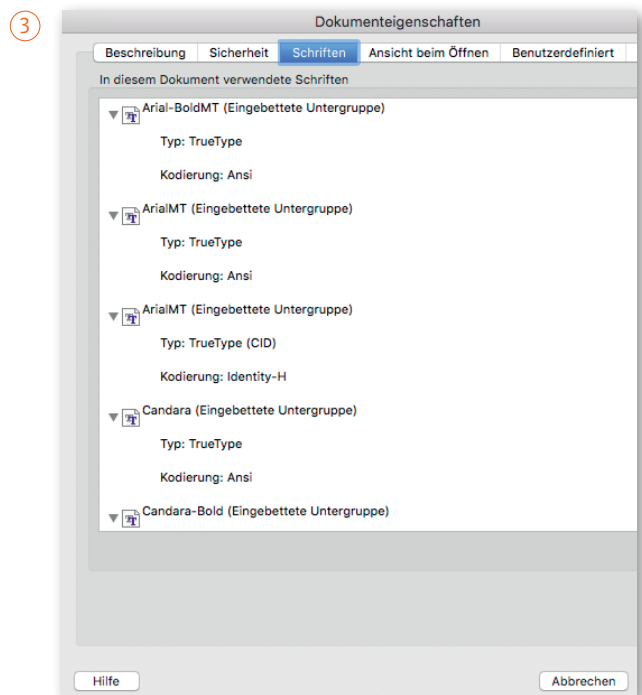 3
Dokumenteigenschaften
Beschreibung Sicherheit Schriften Ansicht beim Öffnen Benutzerdefiniert
In diesem Dokument verwendete Schriften
Arial-BoldMT (Eingebettete Untergruppe)
Typ: TrueType
Kodierung: Ansi
ArialMT (Eingebettete Untergruppe)
Typ: TrueType
Kodierung: Ansi
ArialMT (Eingebettete Untergruppe)
Typ: TrueType (CID)
Kodierung: Identity-H
Candara (Eingebettete Untergruppe)
Typ: TrueType
Kodierung: Ansi
Candara-Bold (Eingebettete Untergruppe)
Hilfe Abbrechen